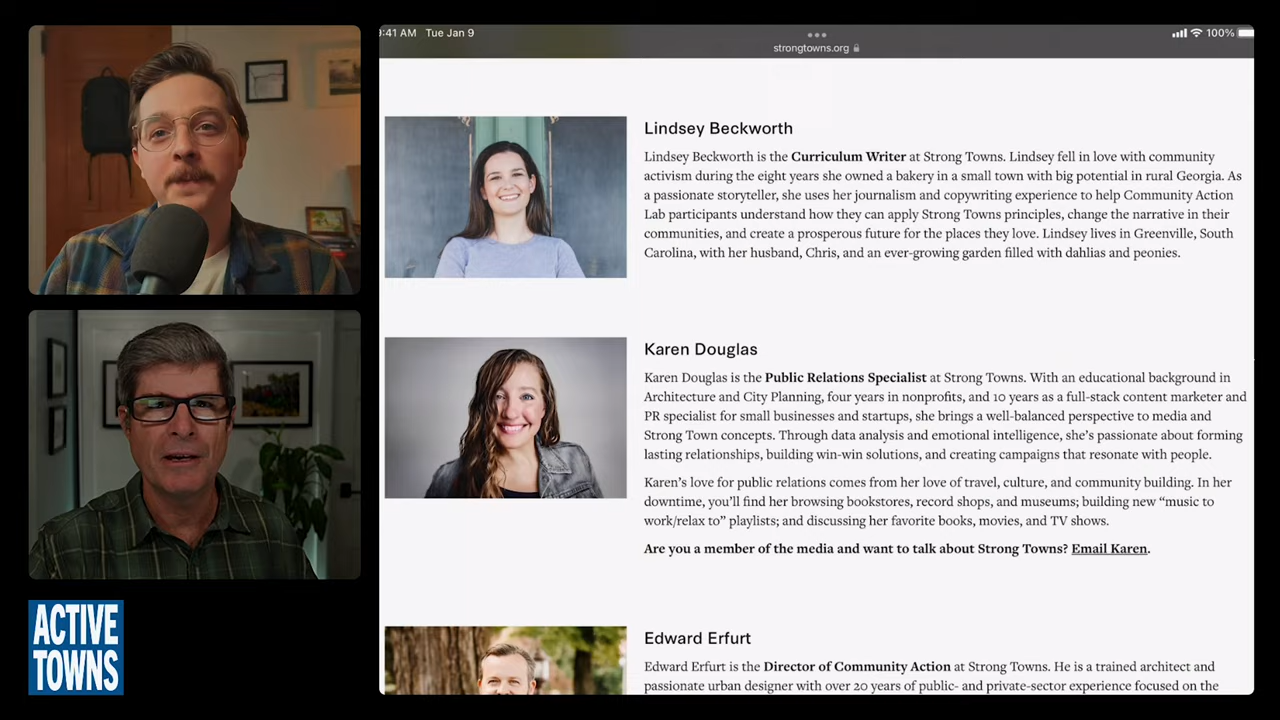 :41 AM Tue Jan 9
strongtowns.org
100%
Lindsey Beckworth
Lindsey Beckworth is the Curriculum Writer at Strong Towns. Lindsey fell in love with community
activism during the eight years she owned a bakery in a small town with big potential in rural Georgia. As
a passionate storyteller, she uses her journalism and copywriting experience to help Community Action
Lab participants understand how they can apply Strong Towns principles, change the narrative in their
communities, and create a prosperous future for the places they love. Lindsey lives in Greenville, South
Carolina, with her husband, Chris, and an ever-growing garden filled with dahlias and peonies.
Karen Douglas
Karen Douglas is the Public Relations Specialist at Strong Towns. With an educational background in
Architecture and City Planning, four years in nonprofits, and 10 years as a full-stack content marketer and
PR specialist for small businesses and startups, she brings a well-balanced perspective to media and
Strong Town concepts. Through data analysis and emotional intelligence, she's passionate about forming
lasting relationships, building win-win solutions, and creating campaigns that resonate with people.
Karen's love for public relations comes from her love of travel, culture, and community building. In her
downtime, you'll find her browsing bookstores, record shops, and museums; building new "music to
work/relax to" playlists; and discussing her favorite books, movies, and TV shows.
Are you a member of the media and want to talk about Strong Towns? Email Karen.
Edward Erfurt
Edward Erfurt is the Director of Community Action at Strong Towns. He is a trained architect and
passionate urban designer with over 20 years of public- and private-sector experience focused on the
ACTIVE
TOWNS